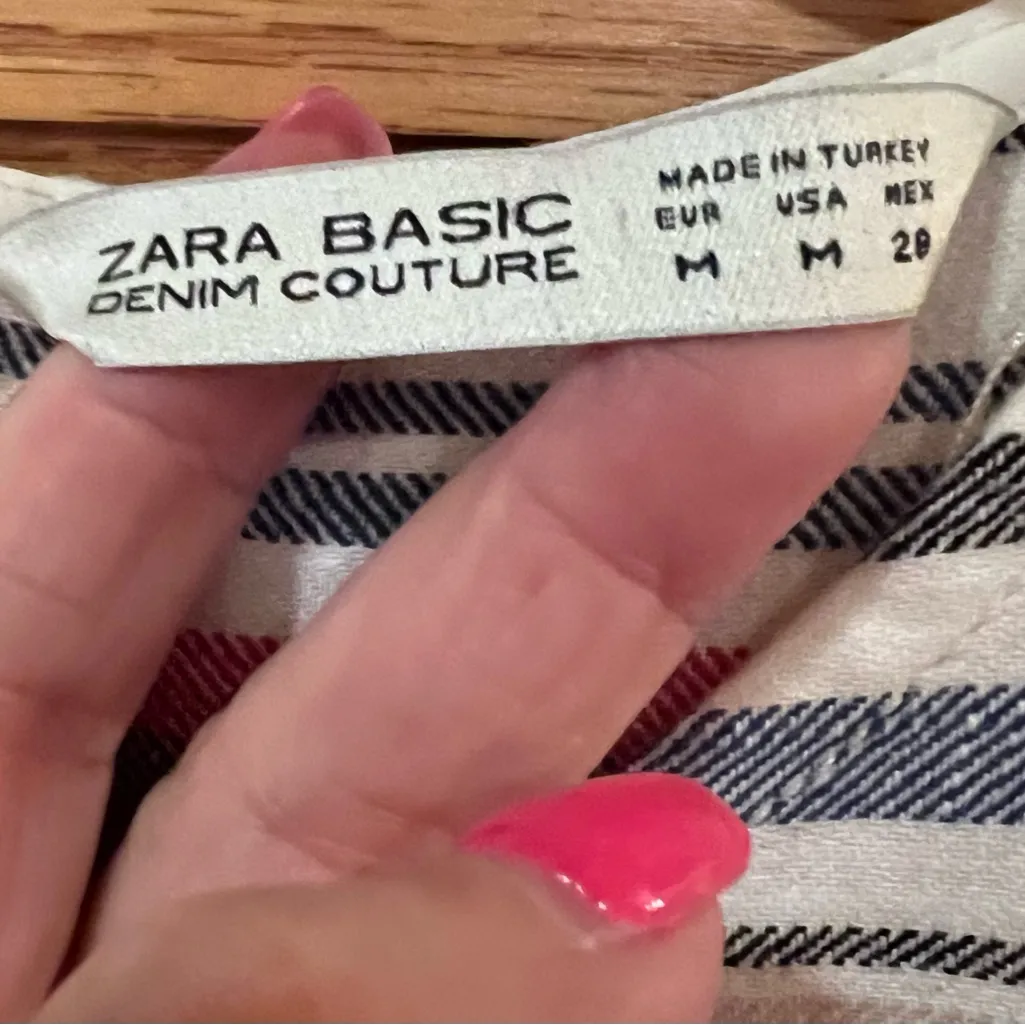 ZARA BASIC
DENIM COUTURE
MADE IN TURKEY
EUR USA MEX
M M 28